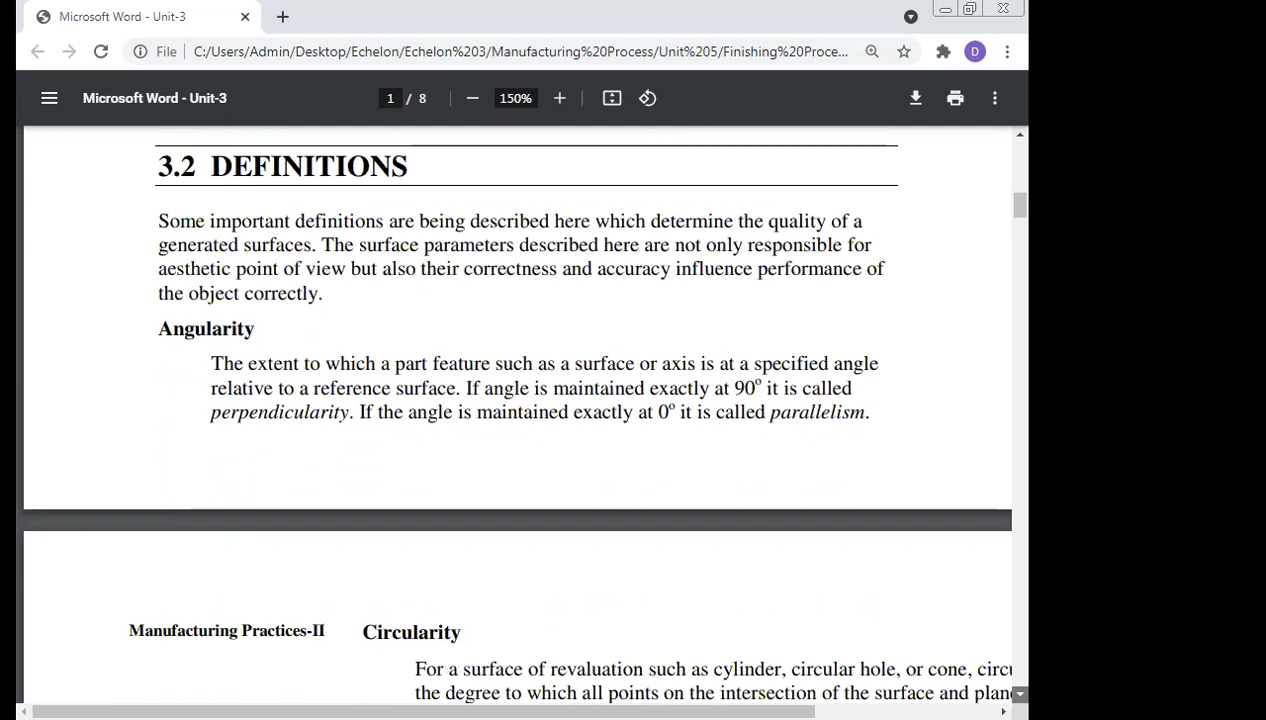 Microsoft Word - Unit-3
File C:/Users/Admin/Desktop/Echelon/Echelon%203/Manufacturing%20Process/Unit%205/Finishing%20Proce... D
Microsoft Word - Unit-3 1 / 8 150%
3.2 DEFINITIONS
Some important definitions are being described here which determine the quality of a
generated surfaces. The surface parameters described here are not only responsible for
aesthetic point of view but also their correctness and accuracy influence performance of
the object correctly.
Angularity
The extent to which a part feature such as a surface or axis is at a specified angle
relative to a reference surface. If angle is maintained exactly at 90º it is called
perpendicularity. If the angle is maintained exactly at 0º it is called parallelism.
Manufacturing Practices-II Circularity
For a surface of revaluation such as cylinder, circular hole, or cone, circu
the degree to which all points on the intersection of the surface and plan